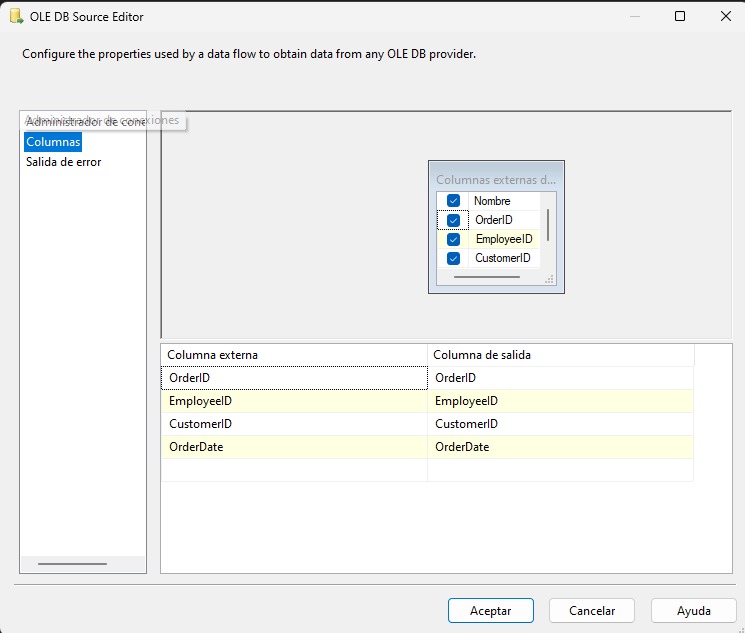 OLE DB Source Editor
Configure the properties used by a data flow to obtain data from any OLE DB provider.
Administrador de conexiones
Columnas
Salida de error
Columnas externas d...
Nombre
OrderID
EmployeeID
CustomerID
Columna externa Columna de salida
OrderID OrderID
EmployeeID EmployeeID
CustomerID CustomerID
OrderDate OrderDate
Aceptar Cancelar Ayuda